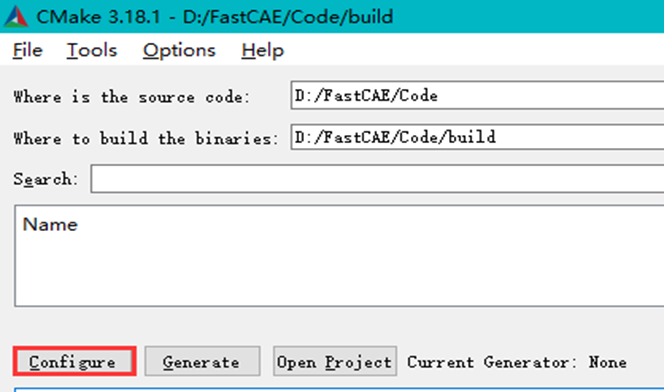 CMake 3.18.1 - D:/FastCAE/Code/build
File Tools Options Help
Where is the source code: D:/FastCAE/Code
Where to build the binaries: D:/FastCAE/Code/build
Search:
Name
Configure Generate Open Project Current Generator: None